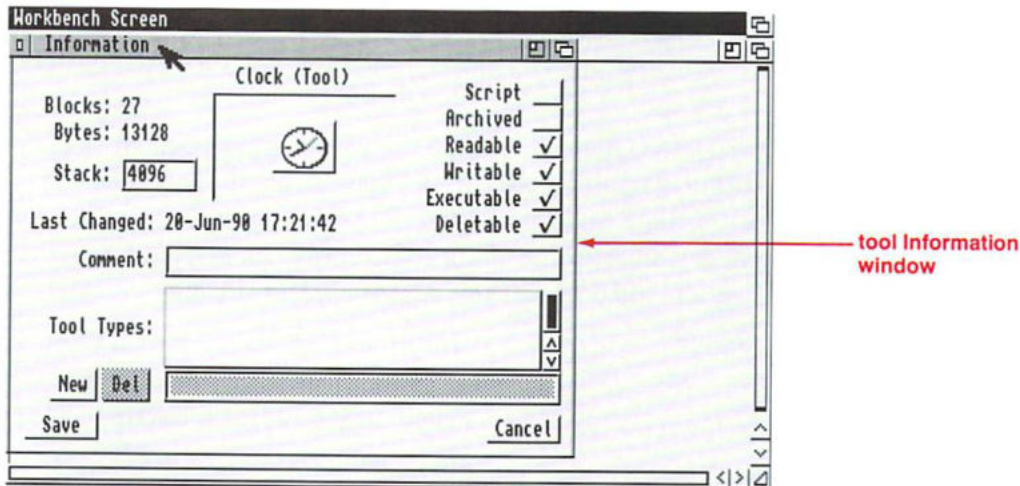 Workbench Screen
Information
Clock (Tool)
Blocks: 27
Bytes: 13128
Stack: 4096
Script
Archived
Readable
Writable
Executable
Deletable
Last Changed: 20-Jun-90 17:21:42
Comment:
Tool Types:
New Del
Save
Cancel
tool Information
window